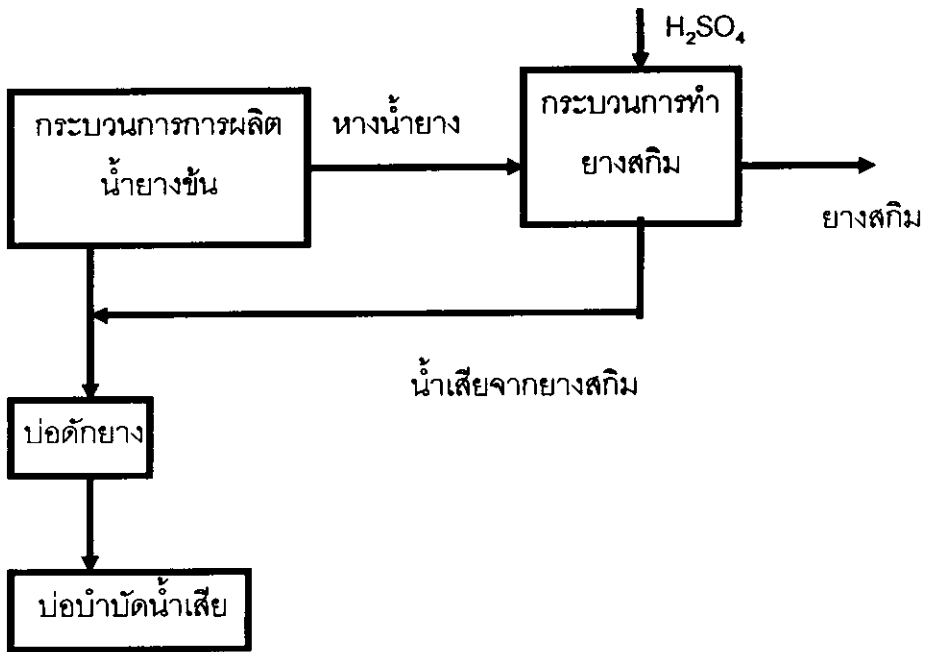 H₂SO₄
กระบวนการการผลิต
น้ำยางข้น
หางน้ำยาง
กระบวนการทำ
ยางสกิม
ยางสกิม
น้ำเสียจากยางสกิม
บ่อดักยาง
บ่อบำบัดน้ำเสีย